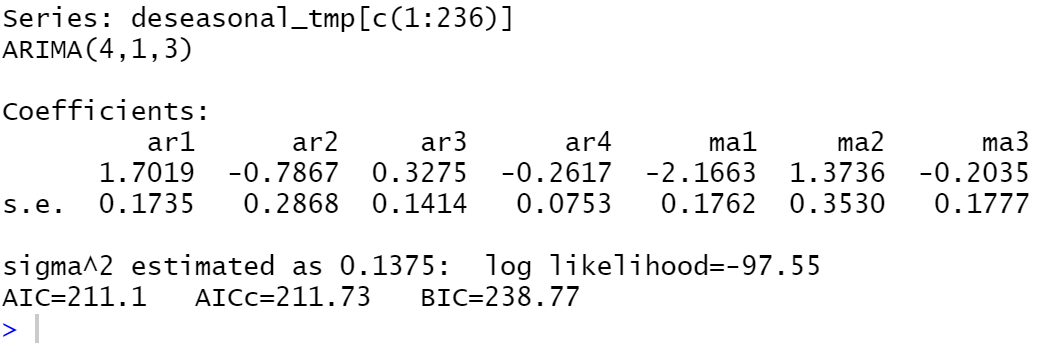 Series: deseasonal_tmp[c(1:236)]
ARIMA(4,1,3)
Coefficients:
ar1 ar2 ar3 ar4 ma1 ma2 ma3
1.7019 -0.7867 0.3275 -0.2617 -2.1663 1.3736 -0.2035
s.e. 0.1735 0.2868 0.1414 0.0753 0.1762 0.3530 0.1777
sigma^2 estimated as 0.1375: log likelihood=-97.55
AIC=211.1 AICc=211.73 BIC=238.77
>